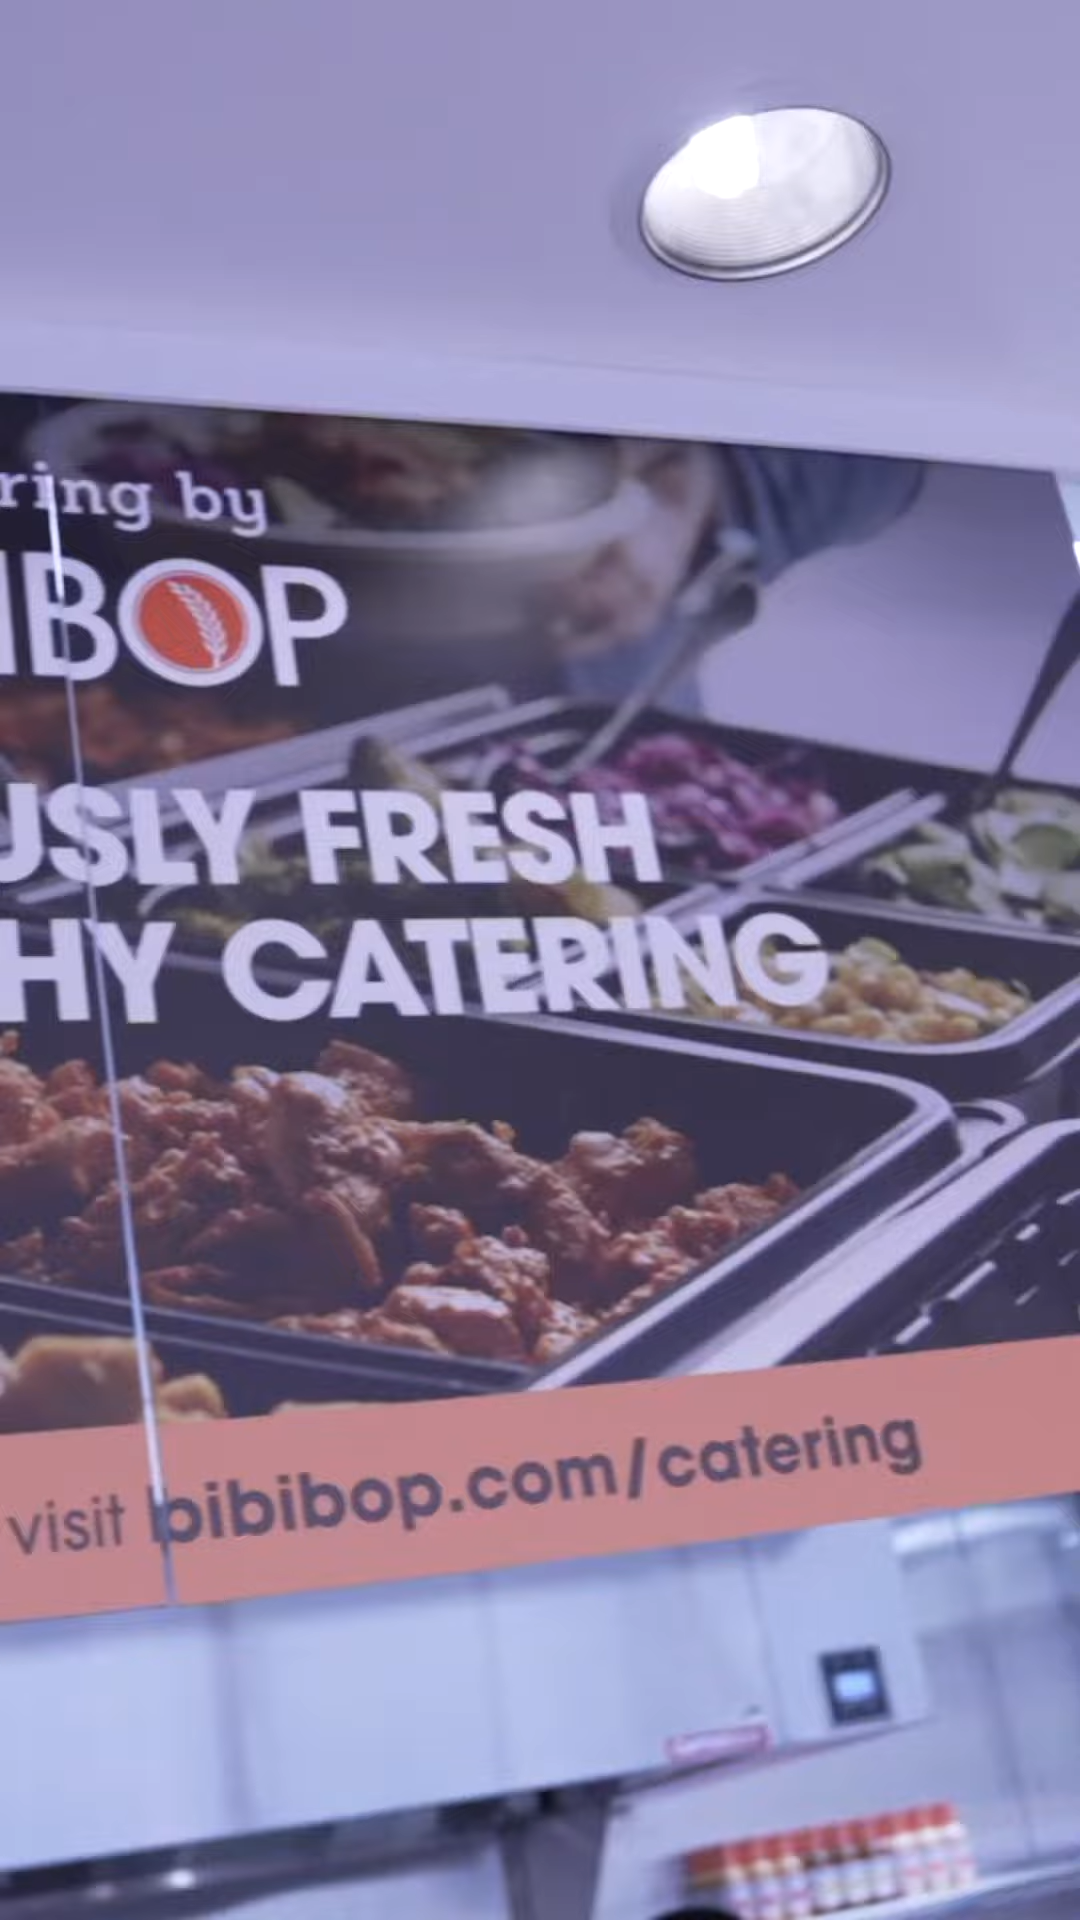 ring by
IBOP
USLY FRESH
HY CATERING
visit bibibop.com/catering